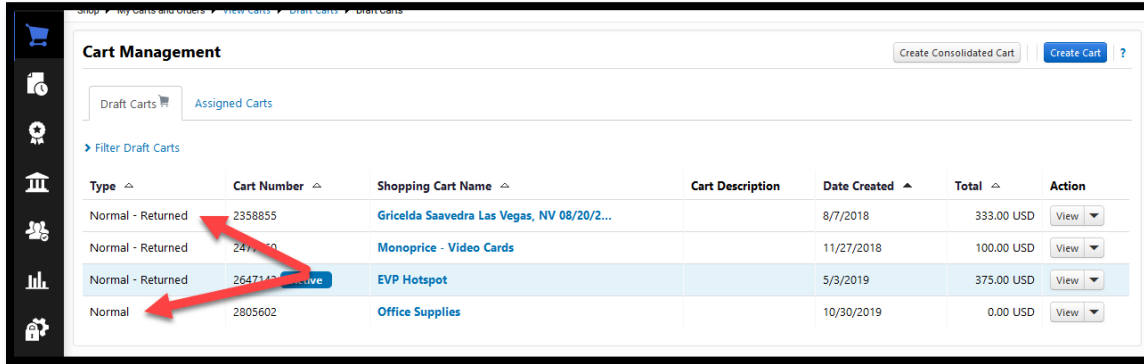 Shop My Carts and Orders View Carts Draft Carts Draft Carts
Cart Management
Create Consolidated Cart Create Cart ?
Draft Carts Assigned Carts
Filter Draft Carts
Type Cart Number Shopping Cart Name Cart Description Date Created Total Action
Normal - Returned 2358855 Gricelda Saavedra Las Vegas, NV 08/20/2... 8/7/2018 333.00 USD View
Normal - Returned Monoprice - Video Cards 11/27/2018 100.00 USD View
Normal - Returned EVP Hotspot 5/3/2019 375.00 USD View
Normal 2805602 Office Supplies 10/30/2019 0.00 USD View